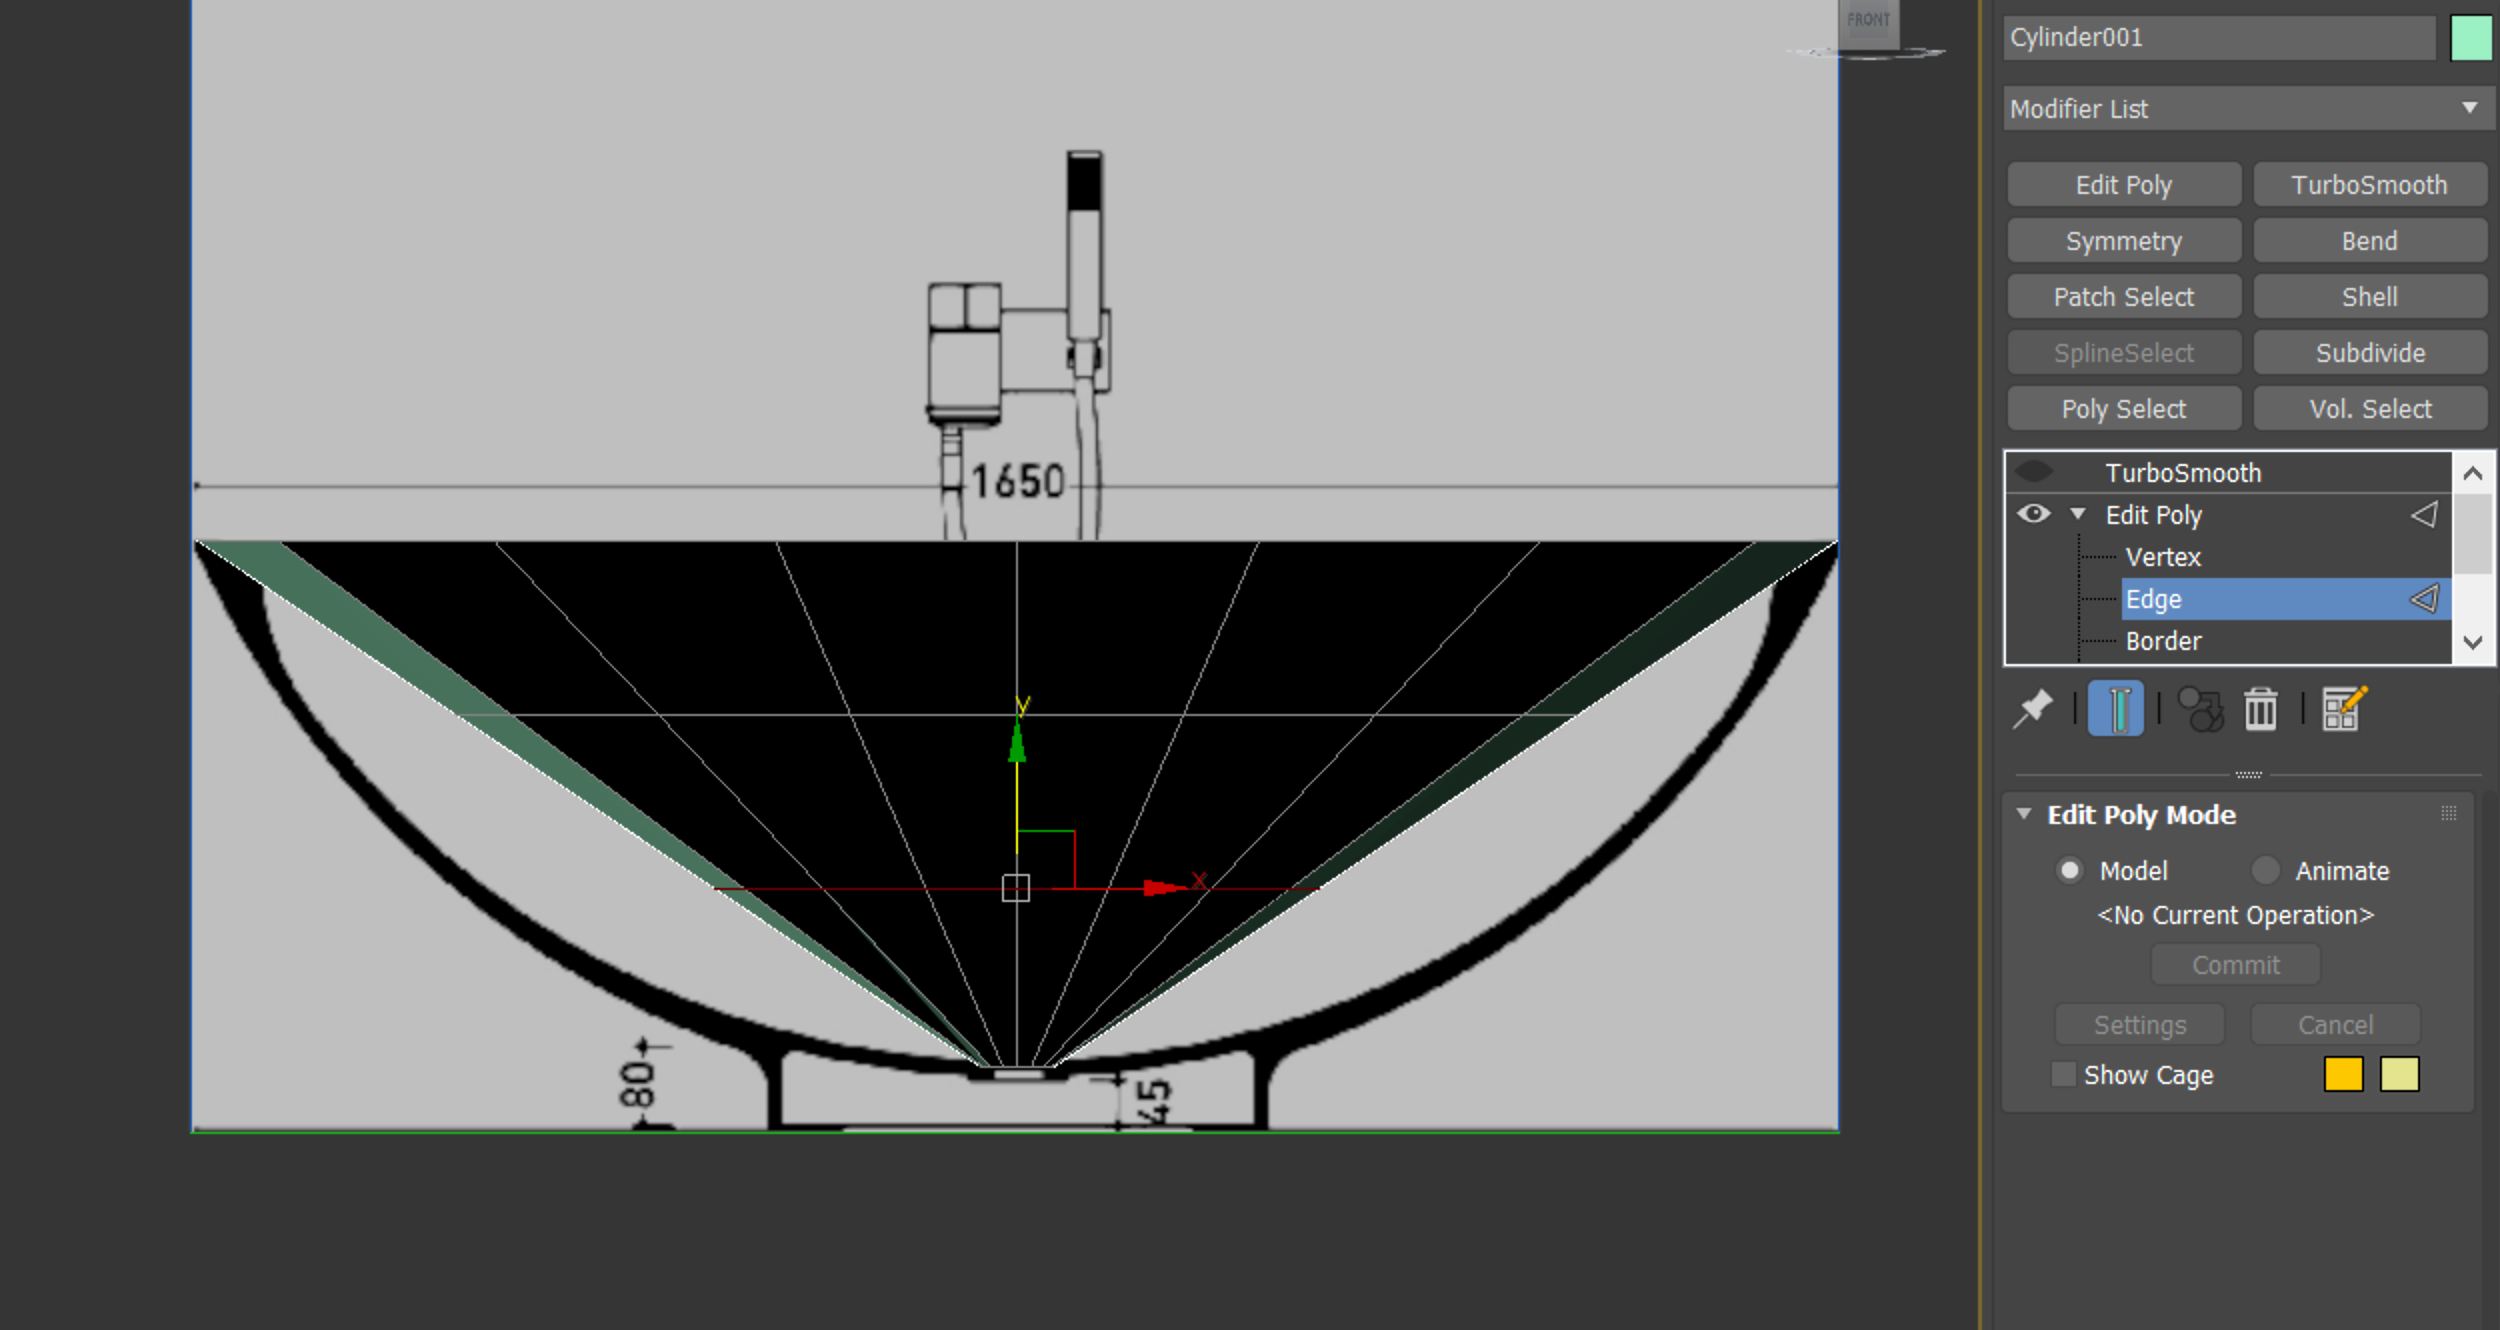 FRONT
Cylinder001
Modifier List
Edit Poly
TurboSmooth
Symmetry
Bend
Patch Select
Shell
SplineSelect
Subdivide
Poly Select
Vol. Select
TurboSmooth
Edit Poly
Vertex
Edge
Border
1650
y
x
80
45
Edit Poly Mode
Model
Animate
<No Current Operation>
Commit
Settings
Cancel
Show Cage